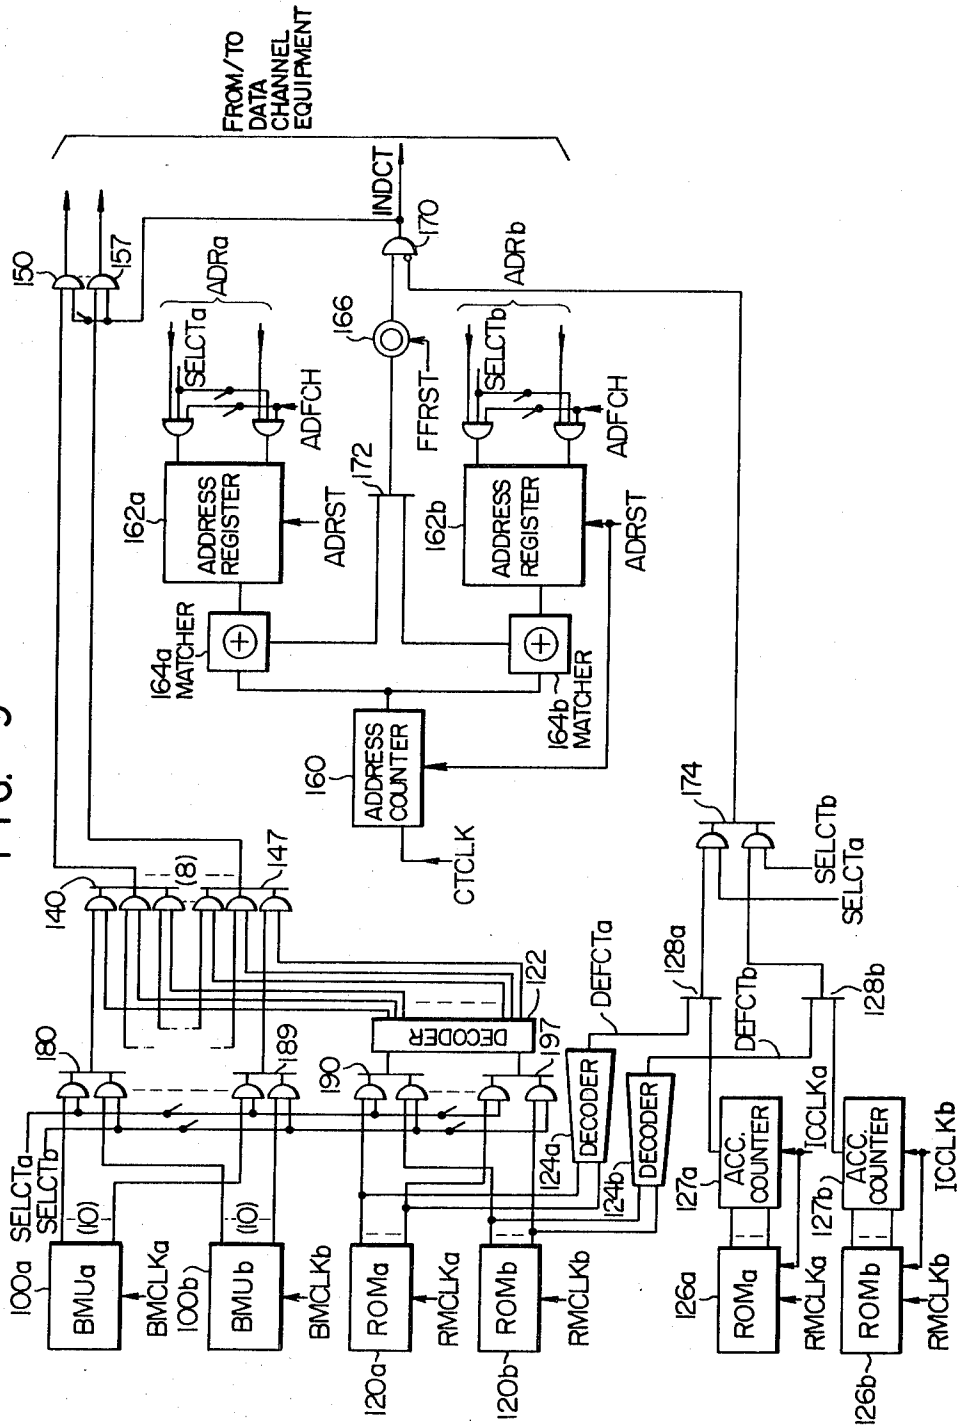 FIG. 9
FROM/TO
DATA
CHANNEL
EQUIPMENT
150
157
INDCT
170
ADRa
SELCTa
ADFCH
162a
ADDRESS
REGISTER
ADRST
164a
MATCHER
172
166
FFRST
ADRb
SELCTb
ADFCH
162b
ADDRESS
REGISTER
ADRST
164b
MATCHER
160
ADDRESS
COUNTER
CTCLK
140
(8)
147
180
189
190
197
DECODER
122
SELCTa
SELCTb
100a
BMUa
(10)
BMCLKa
100b
BMUb
(10)
BMCLKb
120a
ROMa
RMCLKa
120b
ROMb
RMCLKb
124a
DECODER
DEFCTa
124b
DECODER
DEFCTb
128a
128b
174
SELCTb
SELCTa
126a
ROMa
RMCLKa
127a
ACC.
COUNTER
ICCLKa
126b
ROMb
RMCLKb
127b
ACC.
COUNTER
ICCLKb